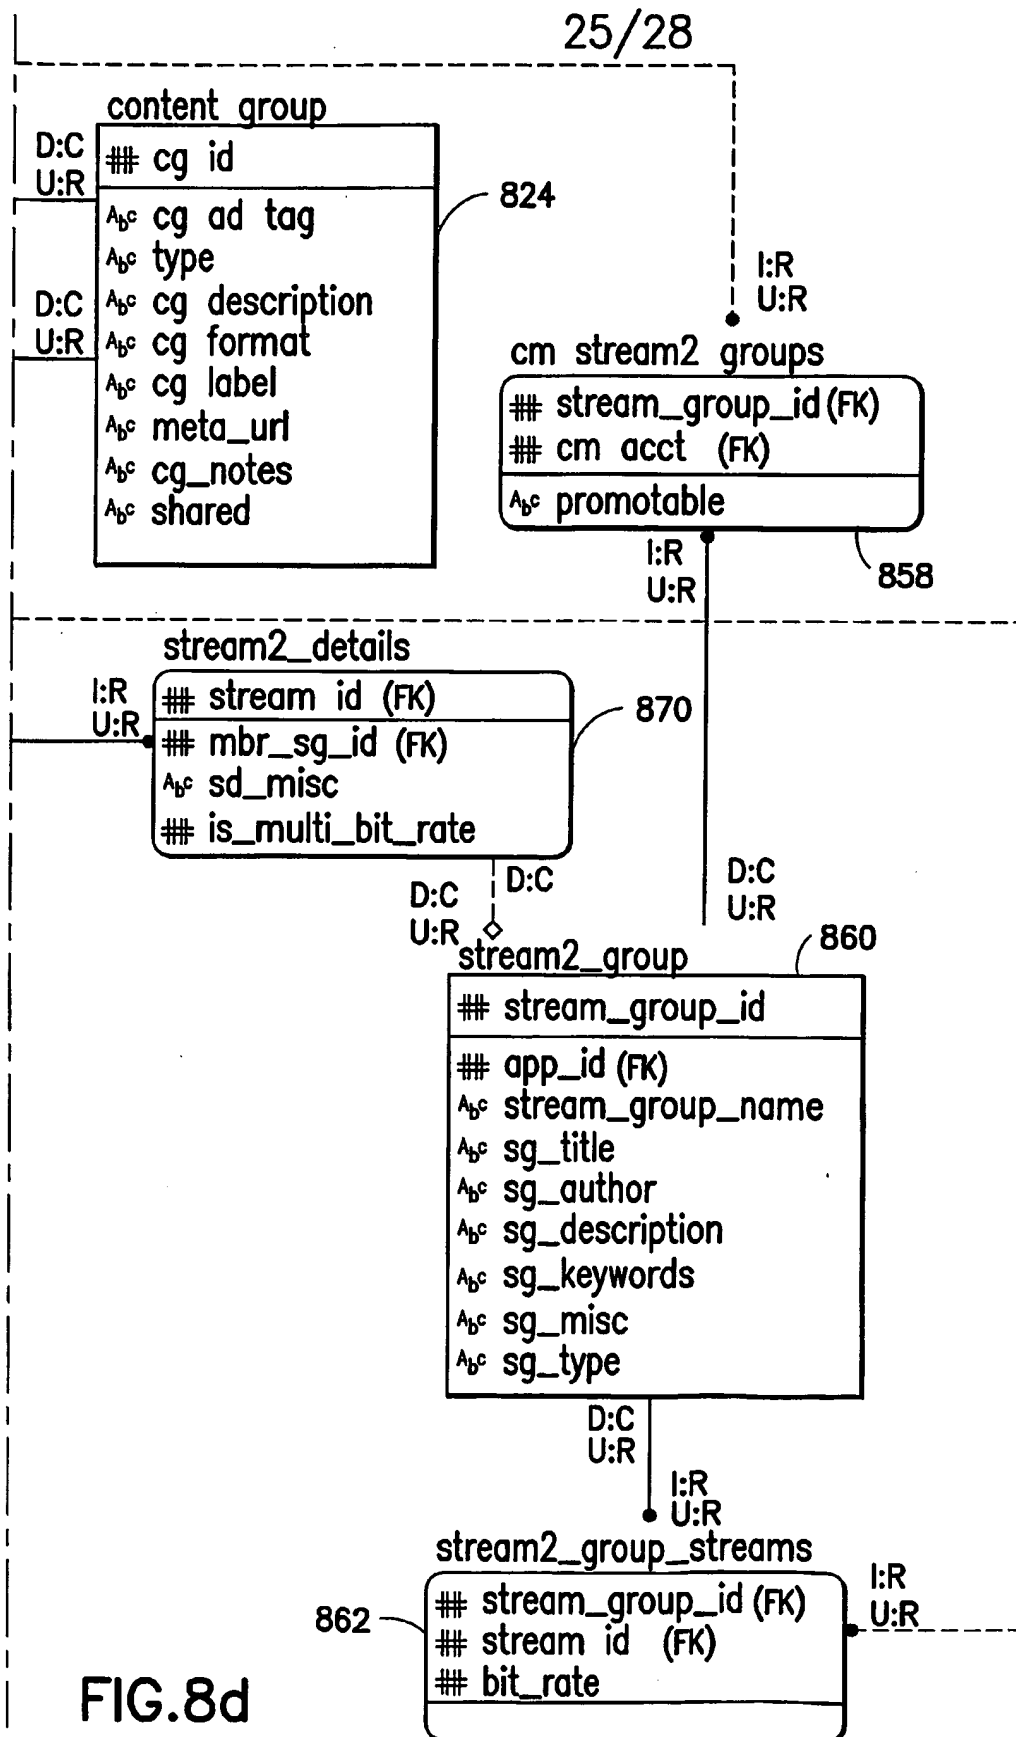 25/28
content group
D:C
U:R
## cg id
Abc cg ad tag
Abc type
D:C
U:R
Abc cg description
Abc cg format
Abc cg label
Abc meta_url
Abc cg_notes
Abc shared
824
I:R
U:R
cm stream2 groups
## stream_group_id (FK)
## cm acct (FK)
Abc promotable
858
I:R
U:R
stream2_details
I:R
U:R
## stream id (FK)
## mbr_sg_id (FK)
Abc sd_misc
## is_multi_bit_rate
870
D:C
U:R
D:C
D:C
U:R
stream2_group
860
## stream_group_id
## app_id (FK)
Abc stream_group_name
Abc sg_title
Abc sg_author
Abc sg_description
Abc sg_keywords
Abc sg_misc
Abc sg_type
D:C
U:R
I:R
U:R
stream2_group_streams
862
## stream_group_id (FK)
## stream id (FK)
## bit_rate
I:R
U:R
FIG.8d